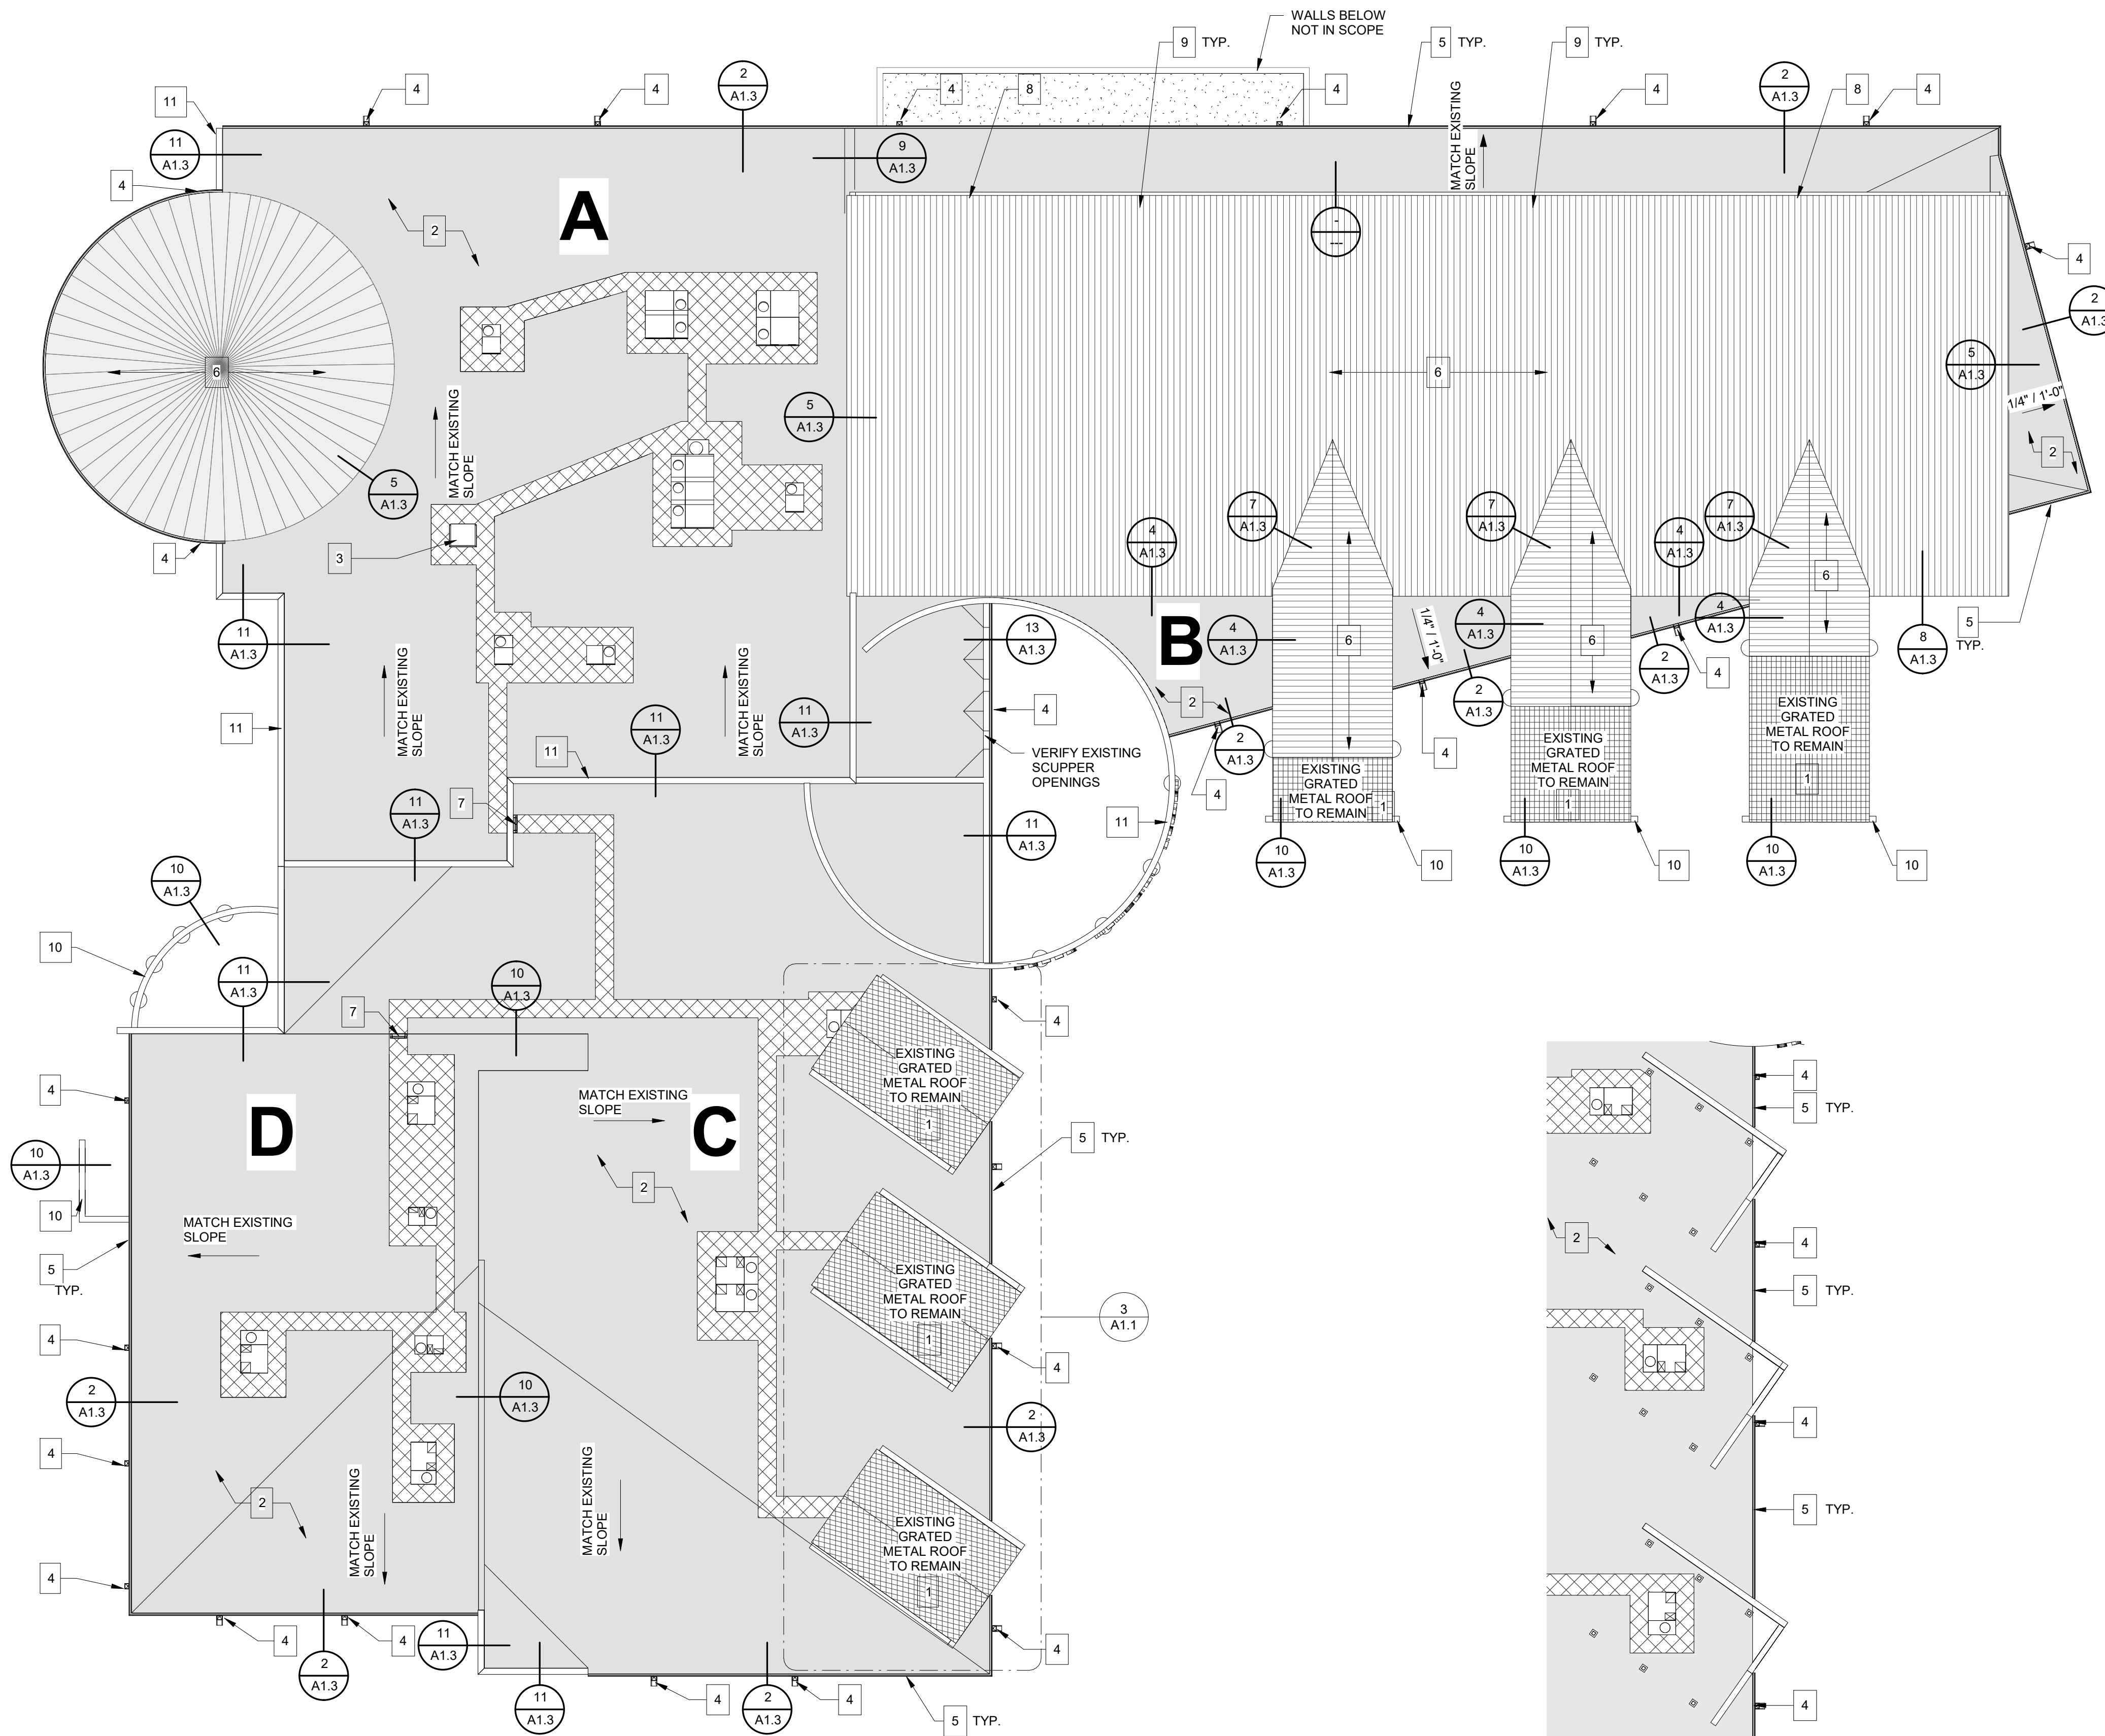 WALLS BELOW
NOT IN SCOPE
9 TYP.
5 TYP.
9 TYP.
2
A1.3
2
A1.3
4
4
4
8
4
4
8
4
11
11
A1.3
9
A1.3
MATCH EXISTING
SLOPE
4
A
2
-
---
4
2
A1.3
5
A1.3
1/4" / 1'-0"
2
6
6
5
A1.3
MATCH EXISTING
SLOPE
5
A1.3
4
3
7
A1.3
7
A1.3
7
A1.3
4
A1.3
4
A1.3
6
4
A1.3
4
A1.3
4
A1.3
8
A1.3
5
TYP.
11
A1.3
13
A1.3
B
6
1/4" / 1'-0"
6
2
A1.3
4
2
A1.3
2
2
A1.3
4
4
4
MATCH EXISTING
SLOPE
MATCH EXISTING
SLOPE
11
11
A1.3
11
A1.3
11
4
VERIFY EXISTING
SCUPPER
OPENINGS
EXISTING
GRATED
METAL ROOF
TO REMAIN
1
EXISTING
GRATED
METAL ROOF
TO REMAIN
1
EXISTING
GRATED
METAL ROOF
TO REMAIN
1
7
11
A1.3
11
A1.3
11
10
A1.3
10
A1.3
10
A1.3
10
10
10
10
A1.3
10
11
A1.3
10
A1.3
7
4
EXISTING
GRATED
METAL ROOF
TO REMAIN
1
4
D
MATCH EXISTING
SLOPE
C
5 TYP.
10
A1.3
10
2
MATCH EXISTING
SLOPE
5
TYP.
EXISTING
GRATED
METAL ROOF
TO REMAIN
1
3
A1.1
4
4
2
A1.3
10
A1.3
2
A1.3
4
2
MATCH EXISTING
SLOPE
MATCH EXISTING
SLOPE
EXISTING
GRATED
METAL ROOF
TO REMAIN
1
4
4
4
11
A1.3
4
2
A1.3
11
A1.3
4
4
2
A1.3
5 TYP.
4
5 TYP.
2
4
5 TYP.
4
5 TYP.
4